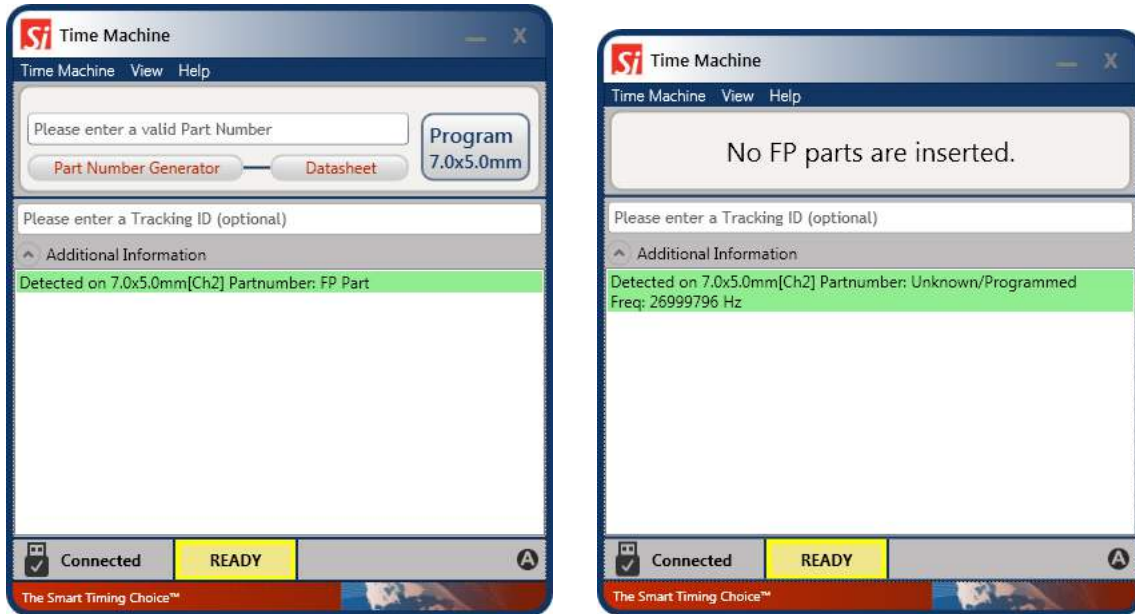 Si Time Machine
Time Machine View Help
Please enter a valid Part Number
Program
7.0x5.0mm
Part Number Generator
Datasheet
Please enter a Tracking ID (optional)
Additional Information
Detected on 7.0x5.0mm[Ch2] Partnumber: FP Part
Connected
READY
A
The Smart Timing Choice™
Si Time Machine
Time Machine View Help
No FP parts are inserted.
Please enter a Tracking ID (optional)
Additional Information
Detected on 7.0x5.0mm[Ch2] Partnumber: Unknown/Programmed
Freq: 26999796 Hz
Connected
READY
A
The Smart Timing Choice™